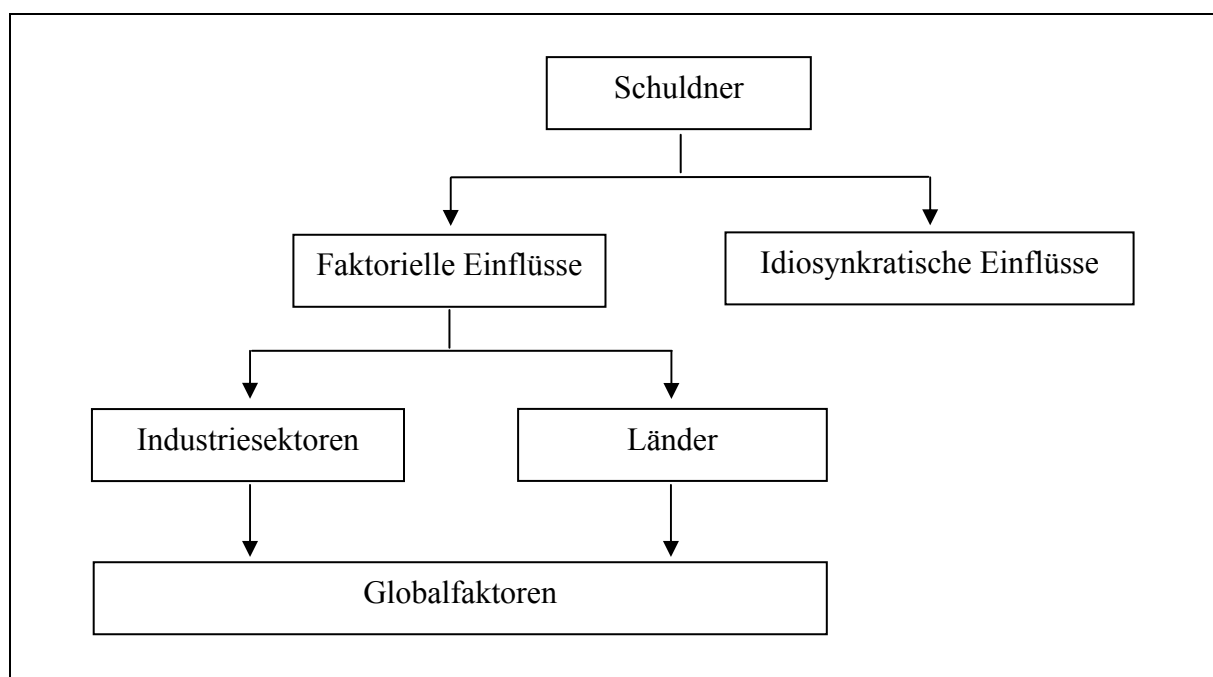 Schuldner
Faktorielle Einflüsse
Idiosynkratische Einflüsse
Industriesektoren
Länder
Globalfaktoren